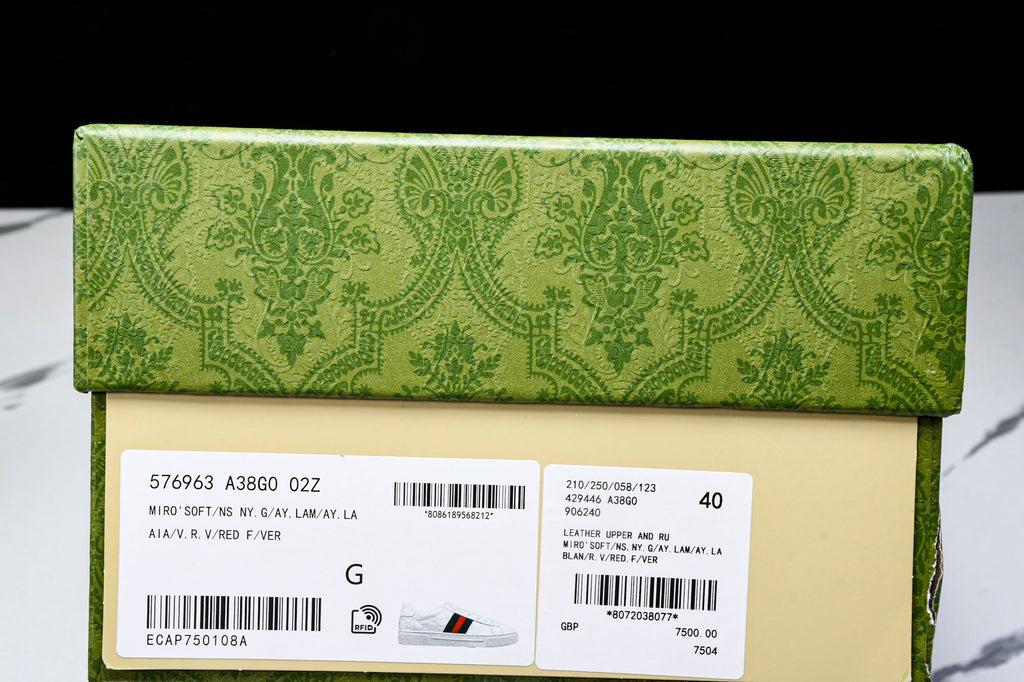 576963 A38G0 02Z
MIRO'SOFT/NS NY.G/AY.LAM/AY.LA
AIA/V.R.V/RED F/VER
*8086189568212*
G
RFID
ECAP750108A
210/250/058/123
429446 A38G0
906240
40
LEATHER UPPER AND RU
MIRO'SOFT/NS.NY.G/AY.LAM/AY.LA
BLAN/R.V/RED.F/VER
*8072038077*
GBP
7500.00
7504